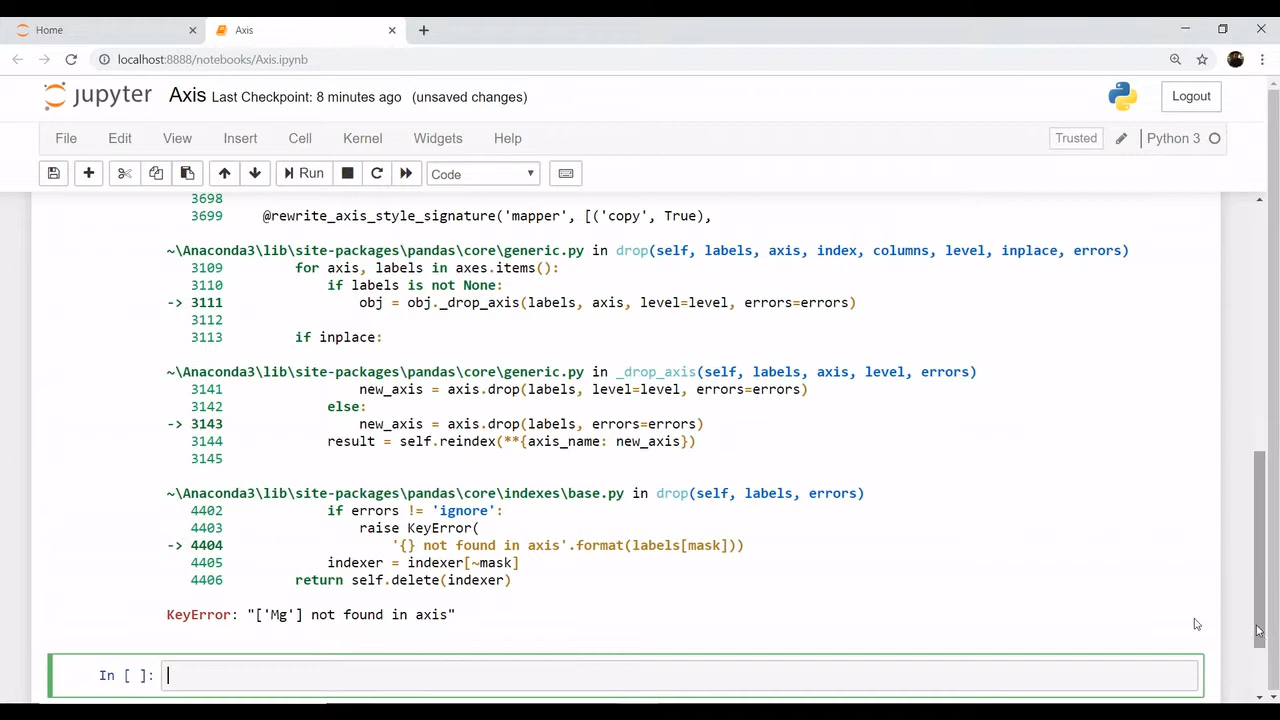 Home
Axis
localhost:8888/notebooks/Axis.ipynb
jupyter Axis Last Checkpoint: 8 minutes ago (unsaved changes)
Logout
File Edit View Insert Cell Kernel Widgets Help
Trusted
Python 3
Run
Code
3698
3699 @rewrite_axis_style_signature('mapper', [('copy', True),
~\Anaconda3\lib\site-packages\pandas\core\generic.py in drop(self, labels, axis, index, columns, level, inplace, errors)
3109 for axis, labels in axes.items():
3110 if labels is not None:
-> 3111 obj = obj._drop_axis(labels, axis, level=level, errors=errors)
3112
3113 if inplace:
~\Anaconda3\lib\site-packages\pandas\core\generic.py in _drop_axis(self, labels, axis, level, errors)
3141 new_axis = axis.drop(labels, level=level, errors=errors)
3142 else:
-> 3143 new_axis = axis.drop(labels, errors=errors)
3144 result = self.reindex(**{axis_name: new_axis})
3145
~\Anaconda3\lib\site-packages\pandas\core\indexes\base.py in drop(self, labels, errors)
4402 if errors != 'ignore':
4403 raise KeyError(
-> 4404 '{} not found in axis'.format(labels[mask]))
4405 indexer = indexer[~mask]
4406 return self.delete(indexer)
KeyError: "['Mg'] not found in axis"
In [ ]: